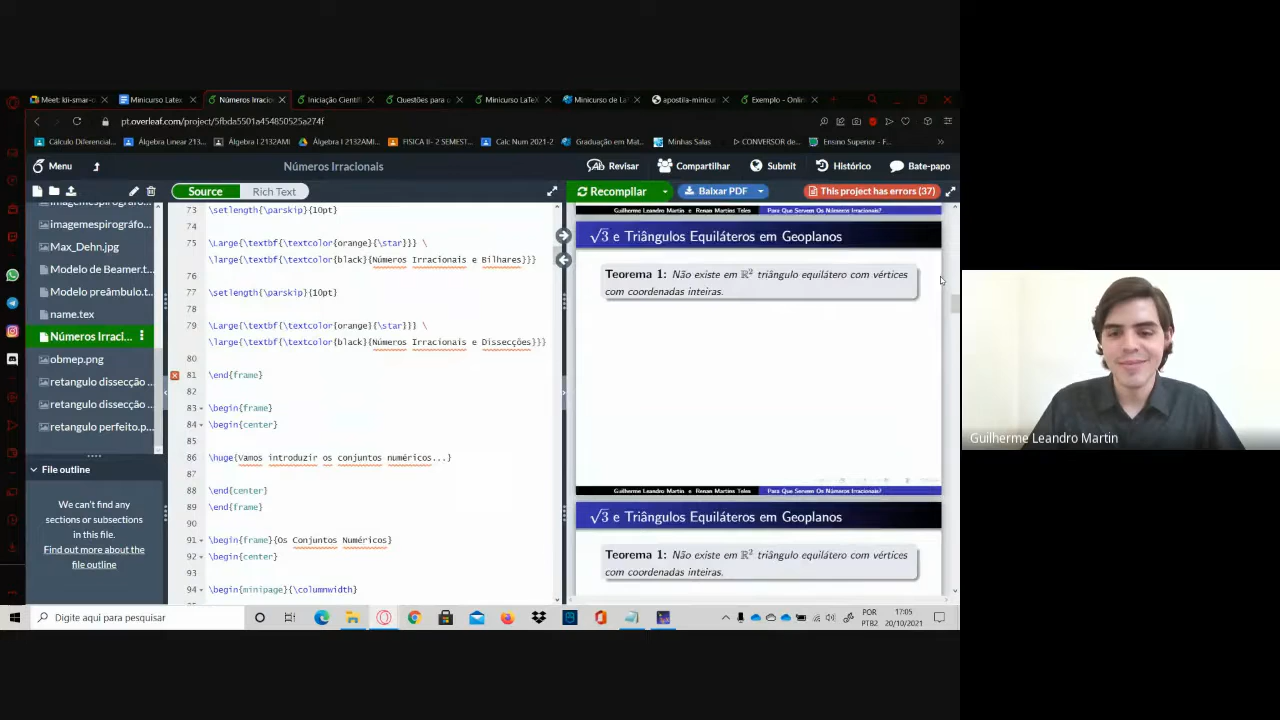 Meet: kii-smar-o
Minicurso Latex
Números Irracio
Iniciação Científi
Questões para o
Minicurso LaTeX
Minicurso de La
apostila-minicur
Exemplo - Onlin
pt.overleaf.com/project/5fbda5501a454850525a274f
Cálculo Diferencial...
Álgebra Linear 213...
Álgebra I 2132AMI...
Álgebra I 2132AMI...
FISICA II- 2 SEMEST...
Calc Num 2021-2
Graduação em Mat...
Minhas Salas
▷ CONVERSOR de...
Ensino Superior - F...
»
Menu
Números Irracionais
Revisar
Compartilhar
Submit
Histórico
Bate-papo
Source
Rich Text
Recompilar
Baixar PDF
This project has errors (37)
imagemespirógráfo...
Max_Dehn.jpg
Modelo de Beamer.t...
Modelo preâmbulo.t...
name.tex
Números Irraci...
obmep.png
retangulo dissecção ...
retangulo dissecção ...
retangulo perfeito.p...
File outline
We can't find any
sections or subsections
in this file.
Find out more about the
file outline
73 \setlength{\parskip}{10pt}
74
75 \Large{\textbf{\textcolor{orange}{\star}}} \
\large{\textbf{\textcolor{black}{Números Irracionais e Bilhares}}}
76
77 \setlength{\parskip}{10pt}
78
79 \Large{\textbf{\textcolor{orange}{\star}}} \
\large{\textbf{\textcolor{black}{Números Irracionais e Dissecções}}}
80
81 \end{frame}
82
83 \begin{frame}
84 \begin{center}
85
86 \huge{Vamos introduzir os conjuntos numéricos...}
87
88 \end{center}
89 \end{frame}
90
91 \begin{frame}{Os Conjuntos Numéricos}
92 \begin{center}
93
94 \begin{minipage}{\columnwidth}
Guilherme Leandro Martin e Renan Martins Teles Para Que Servem Os Números Irracionais?
√3 e Triângulos Equiláteros em Geoplanos
Teorema 1: Não existe em ℝ² triângulo equilátero com vértices
com coordenadas inteiras.
Guilherme Leandro Martin e Renan Martins Teles Para Que Servem Os Números Irracionais?
√3 e Triângulos Equiláteros em Geoplanos
Teorema 1: Não existe em ℝ² triângulo equilátero com vértices
com coordenadas inteiras.
Guilherme Leandro Martin
Digite aqui para pesquisar
POR
PTB2
17:05
20/10/2021